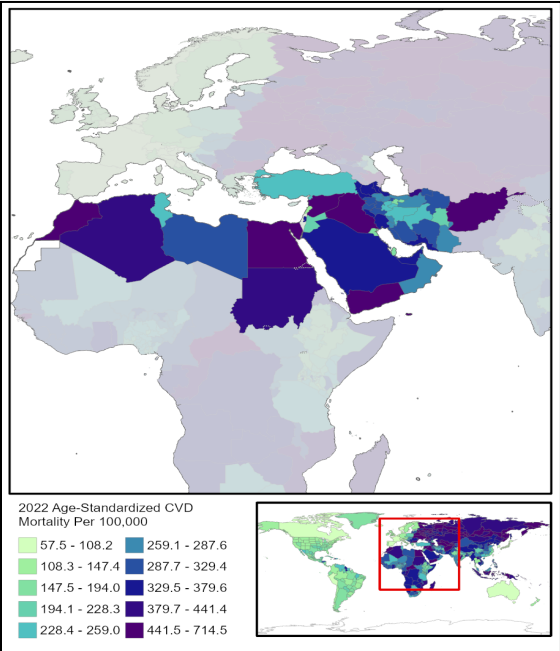 2022 Age-Standardized CVD
Mortality Per 100,000
57.5 - 108.2
108.3 - 147.4
147.5 - 194.0
194.1 - 228.3
228.4 - 259.0
259.1 - 287.6
287.7 - 329.4
329.5 - 379.6
379.7 - 441.4
441.5 - 714.5